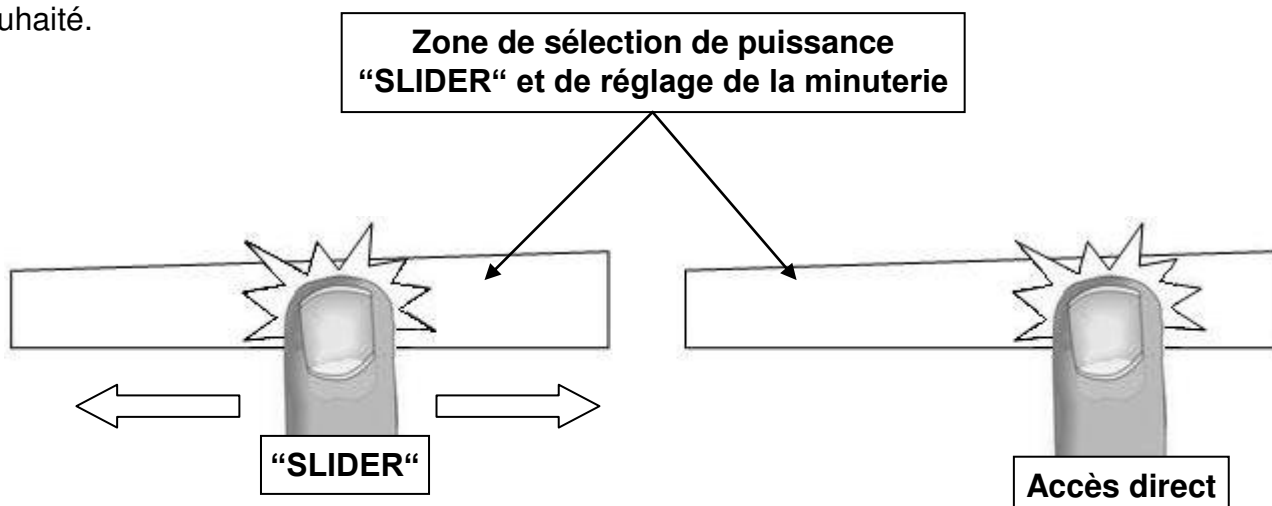 uhaité.
Zone de sélection de puissance
“SLIDER“ et de réglage de la minuterie
“SLIDER“
Accès direct